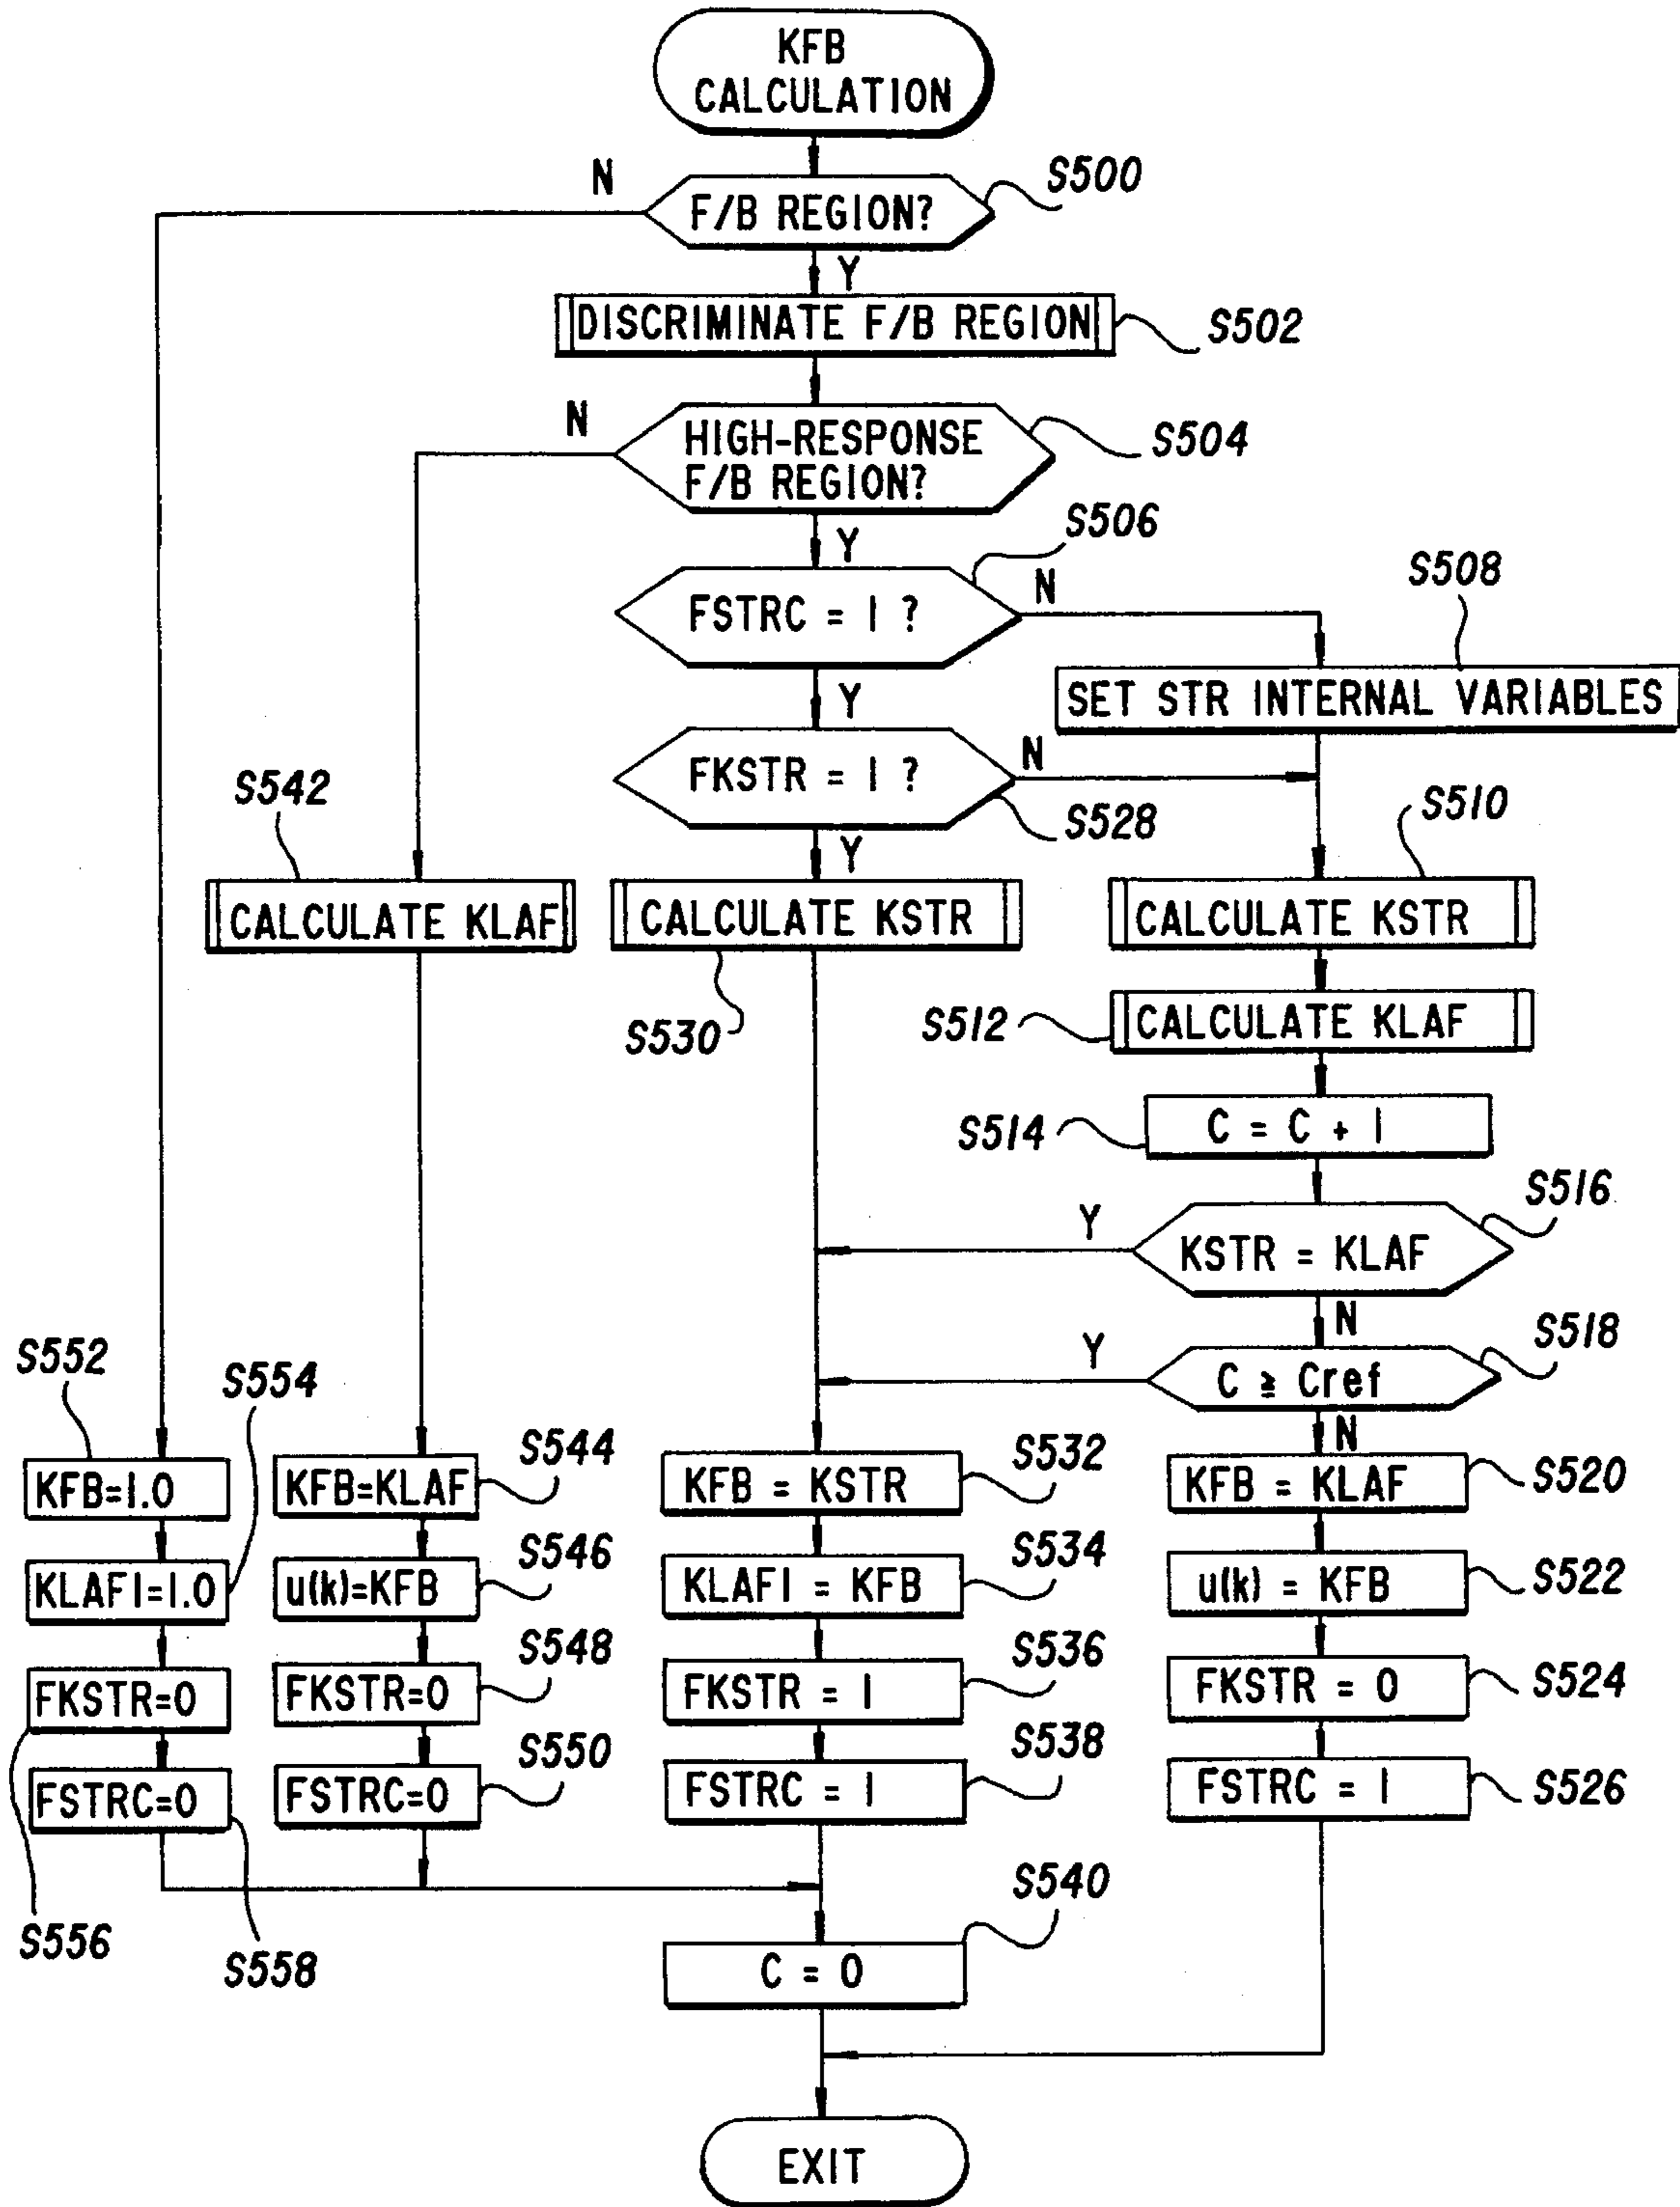 KFB
CALCULATION
N
S500
F/B REGION?
Y
DISCRIMINATE F/B REGION
S502
N
HIGH-RESPONSE
F/B REGION?
S504
Y
S506
FSTRC = 1 ?
N
S508
SET STR INTERNAL VARIABLES
Y
FKSTR = 1 ?
N
S528
S542
S510
Y
CALCULATE KLAF
CALCULATE KSTR
CALCULATE KSTR
S530
S512
CALCULATE KLAF
S514
C = C + 1
S516
Y
KSTR = KLAF
N
S518
Y
C ≧ Cref
N
S552
S554
KFB=1.0
KFB=KLAF
S544
KFB = KSTR
S532
KFB = KLAF
S520
KLAFI=1.0
u(k)=KFB
S546
KLAFI = KFB
S534
u(k) = KFB
S522
FKSTR=0
FKSTR=0
S548
FKSTR = 1
S536
FKSTR = 0
S524
FSTRC=0
FSTRC=0
S550
FSTRC = 1
S538
FSTRC = 1
S526
S556
S558
S540
C = 0
EXIT